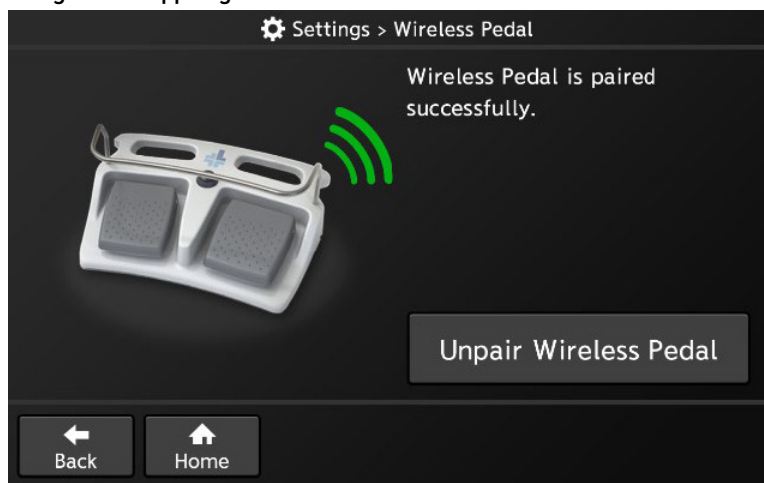 Settings > Wireless Pedal
Wireless Pedal is paired
successfully.
Unpair Wireless Pedal
Back
Home